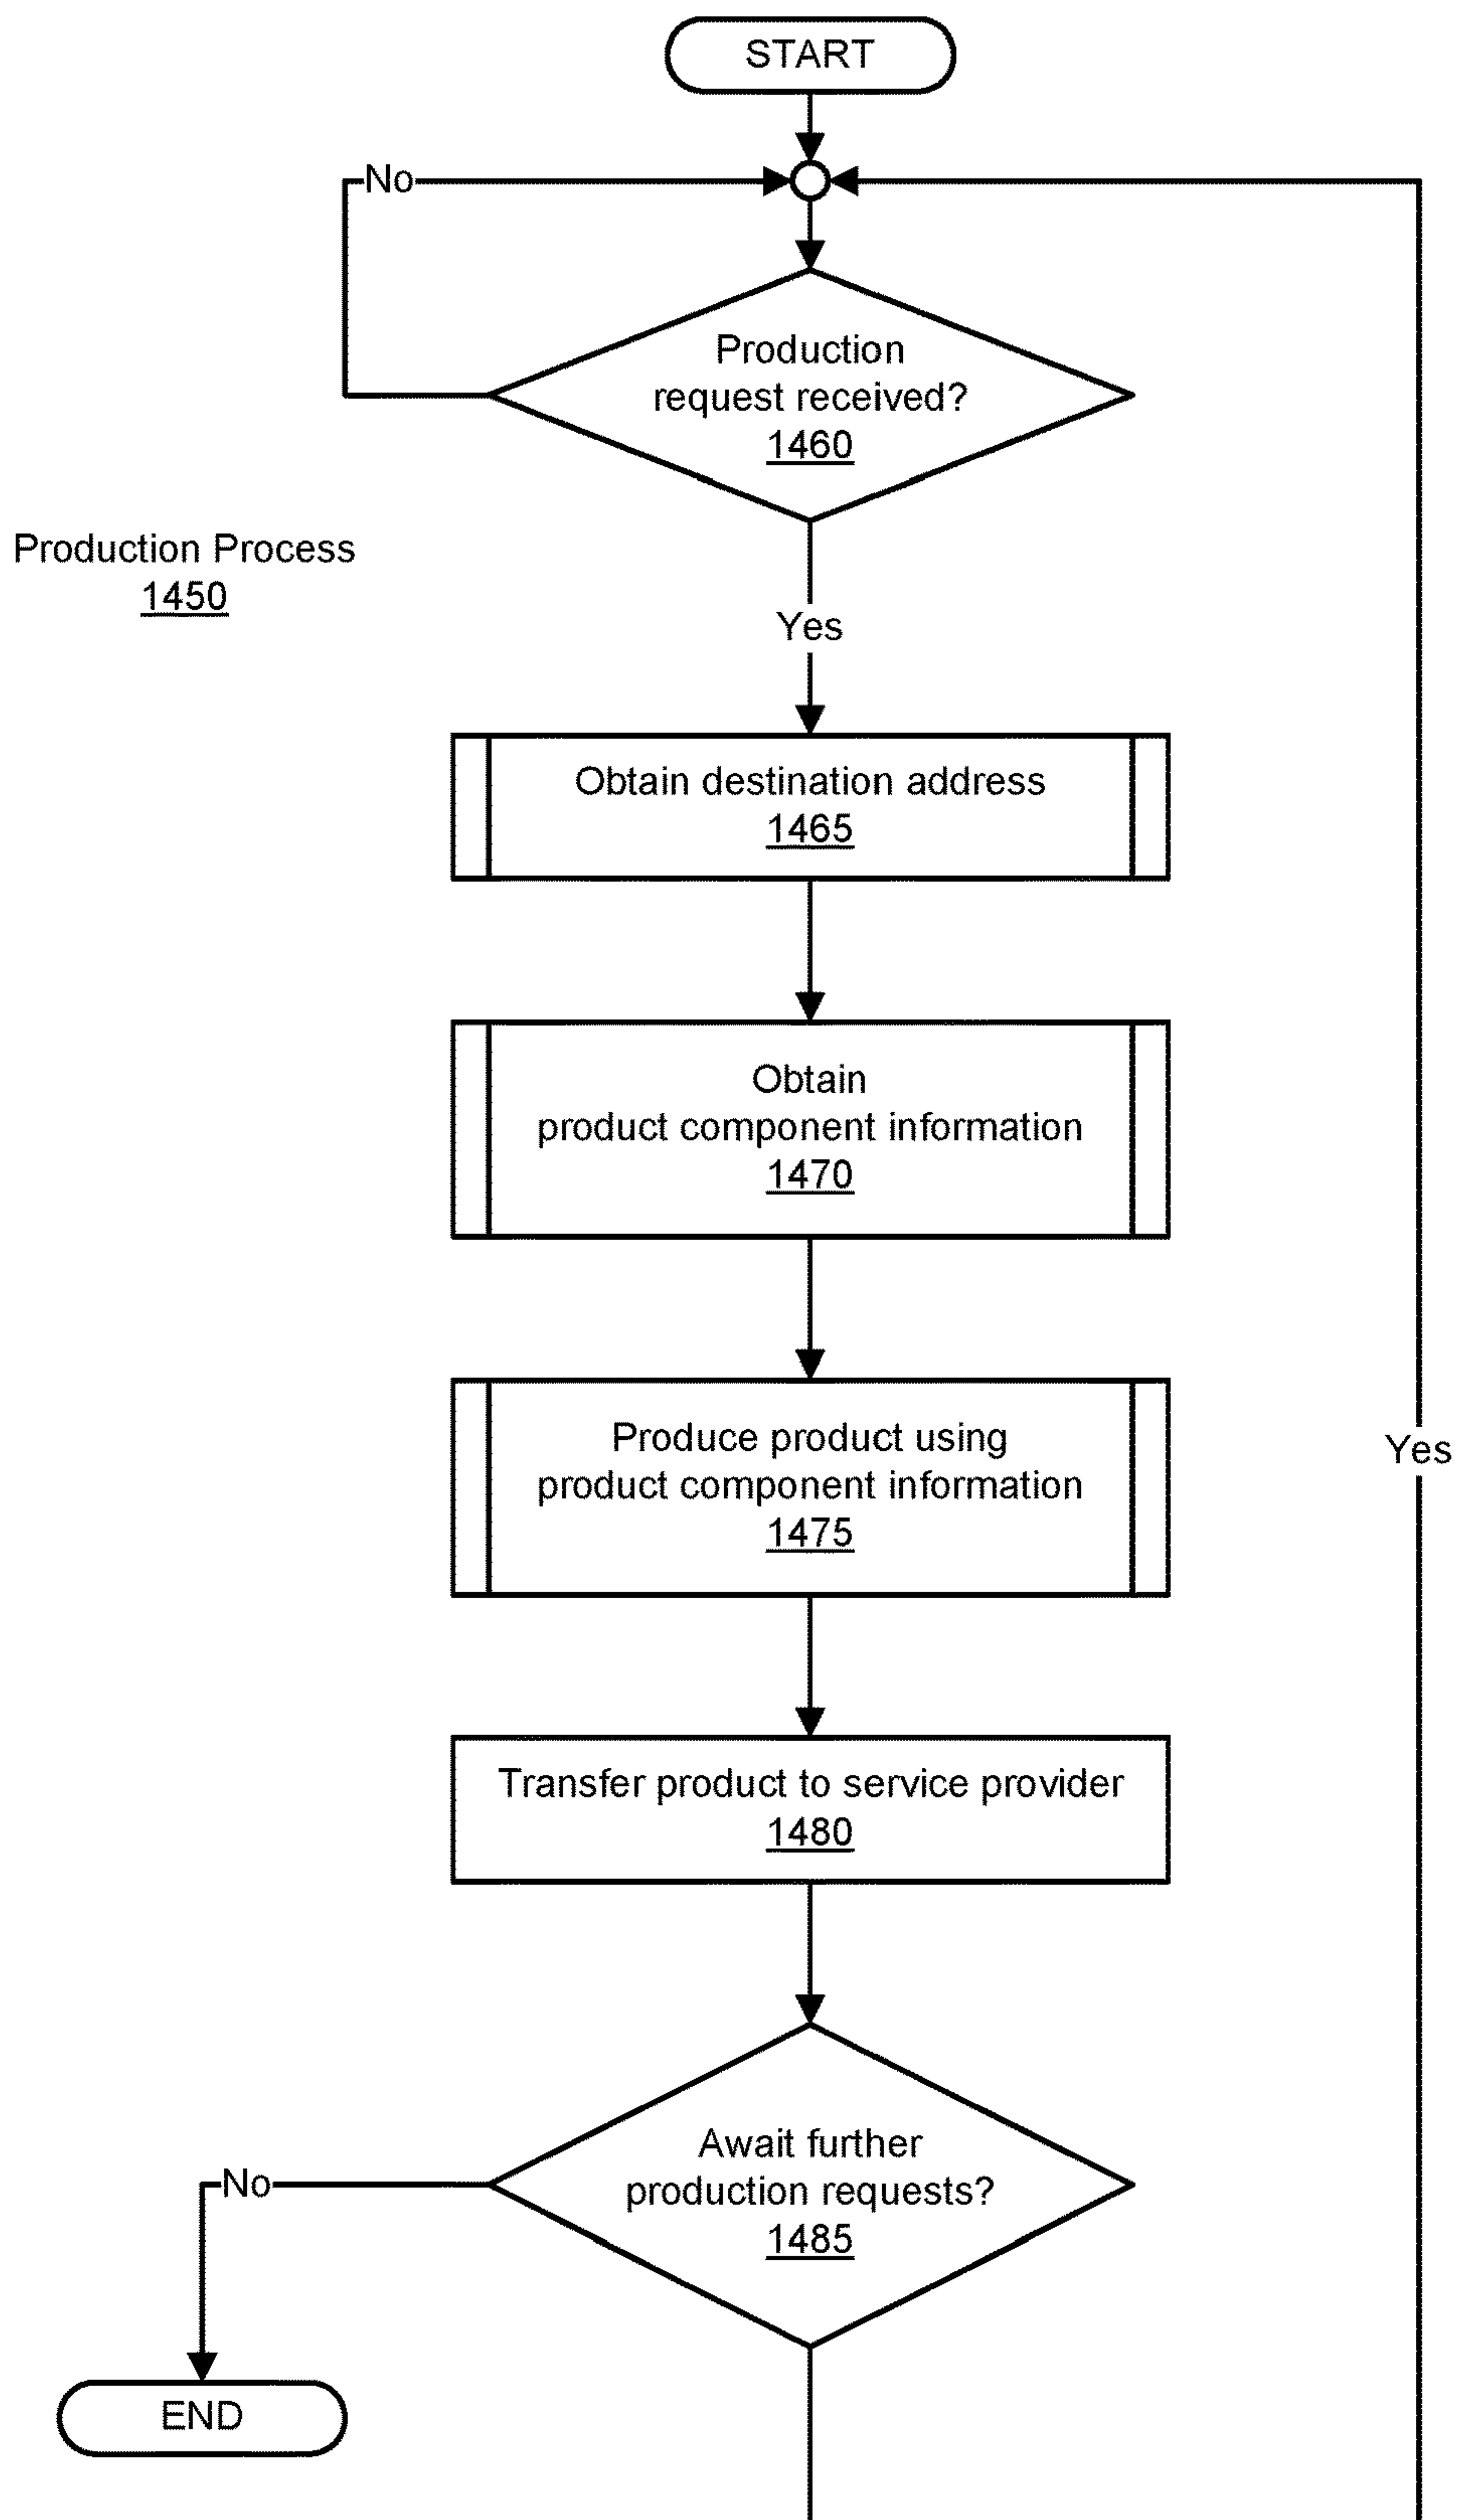 START
No
Production
request received?
1460
Production Process
1450
Yes
Obtain destination address
1465
Obtain
product component information
1470
Produce product using
product component information
1475
Yes
Transfer product to service provider
1480
Await further
production requests?
1485
No
END